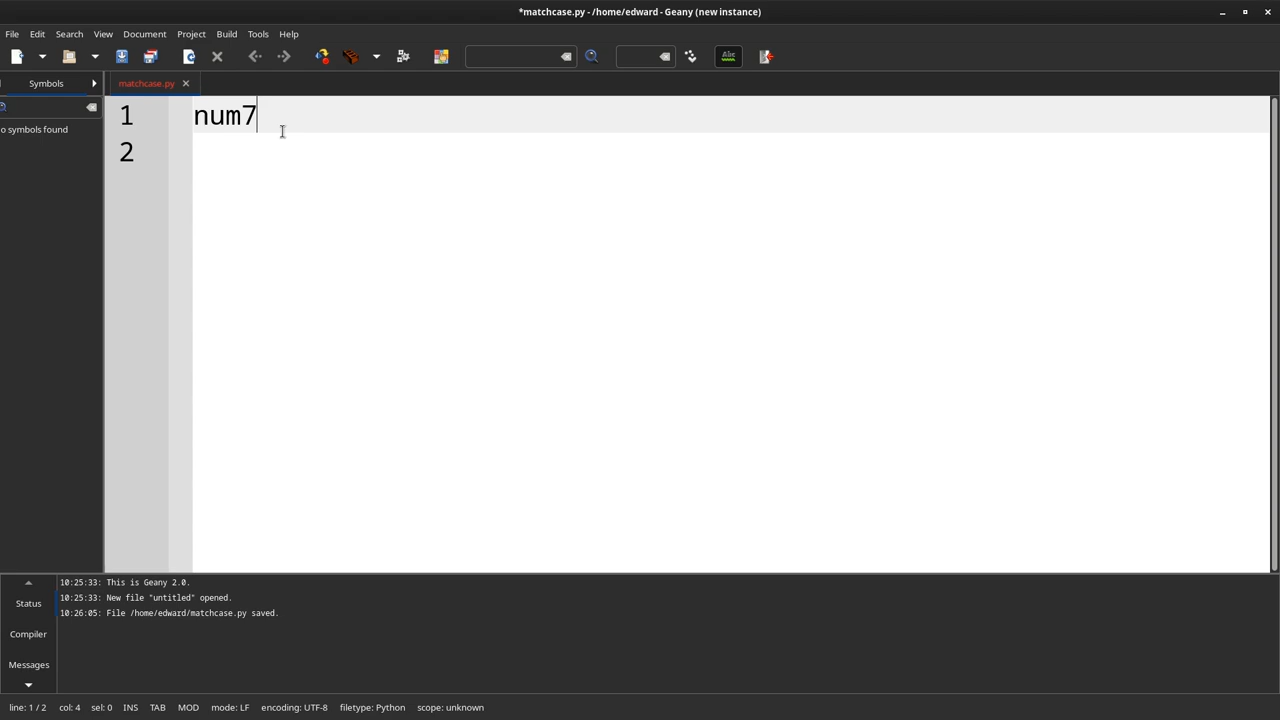 *matchcase.py - /home/edward - Geany (new instance)
File Edit Search View Document Project Build Tools Help
Abc
Symbols
matchcase.py
o symbols found
1 num7
2
10:25:33: This is Geany 2.0.
10:25:33: New file "untitled" opened.
10:26:05: File /home/edward/matchcase.py saved.
Status
Compiler
Messages
line: 1 / 2 col: 4 sel: 0 INS TAB MOD mode: LF encoding: UTF-8 filetype: Python scope: unknown